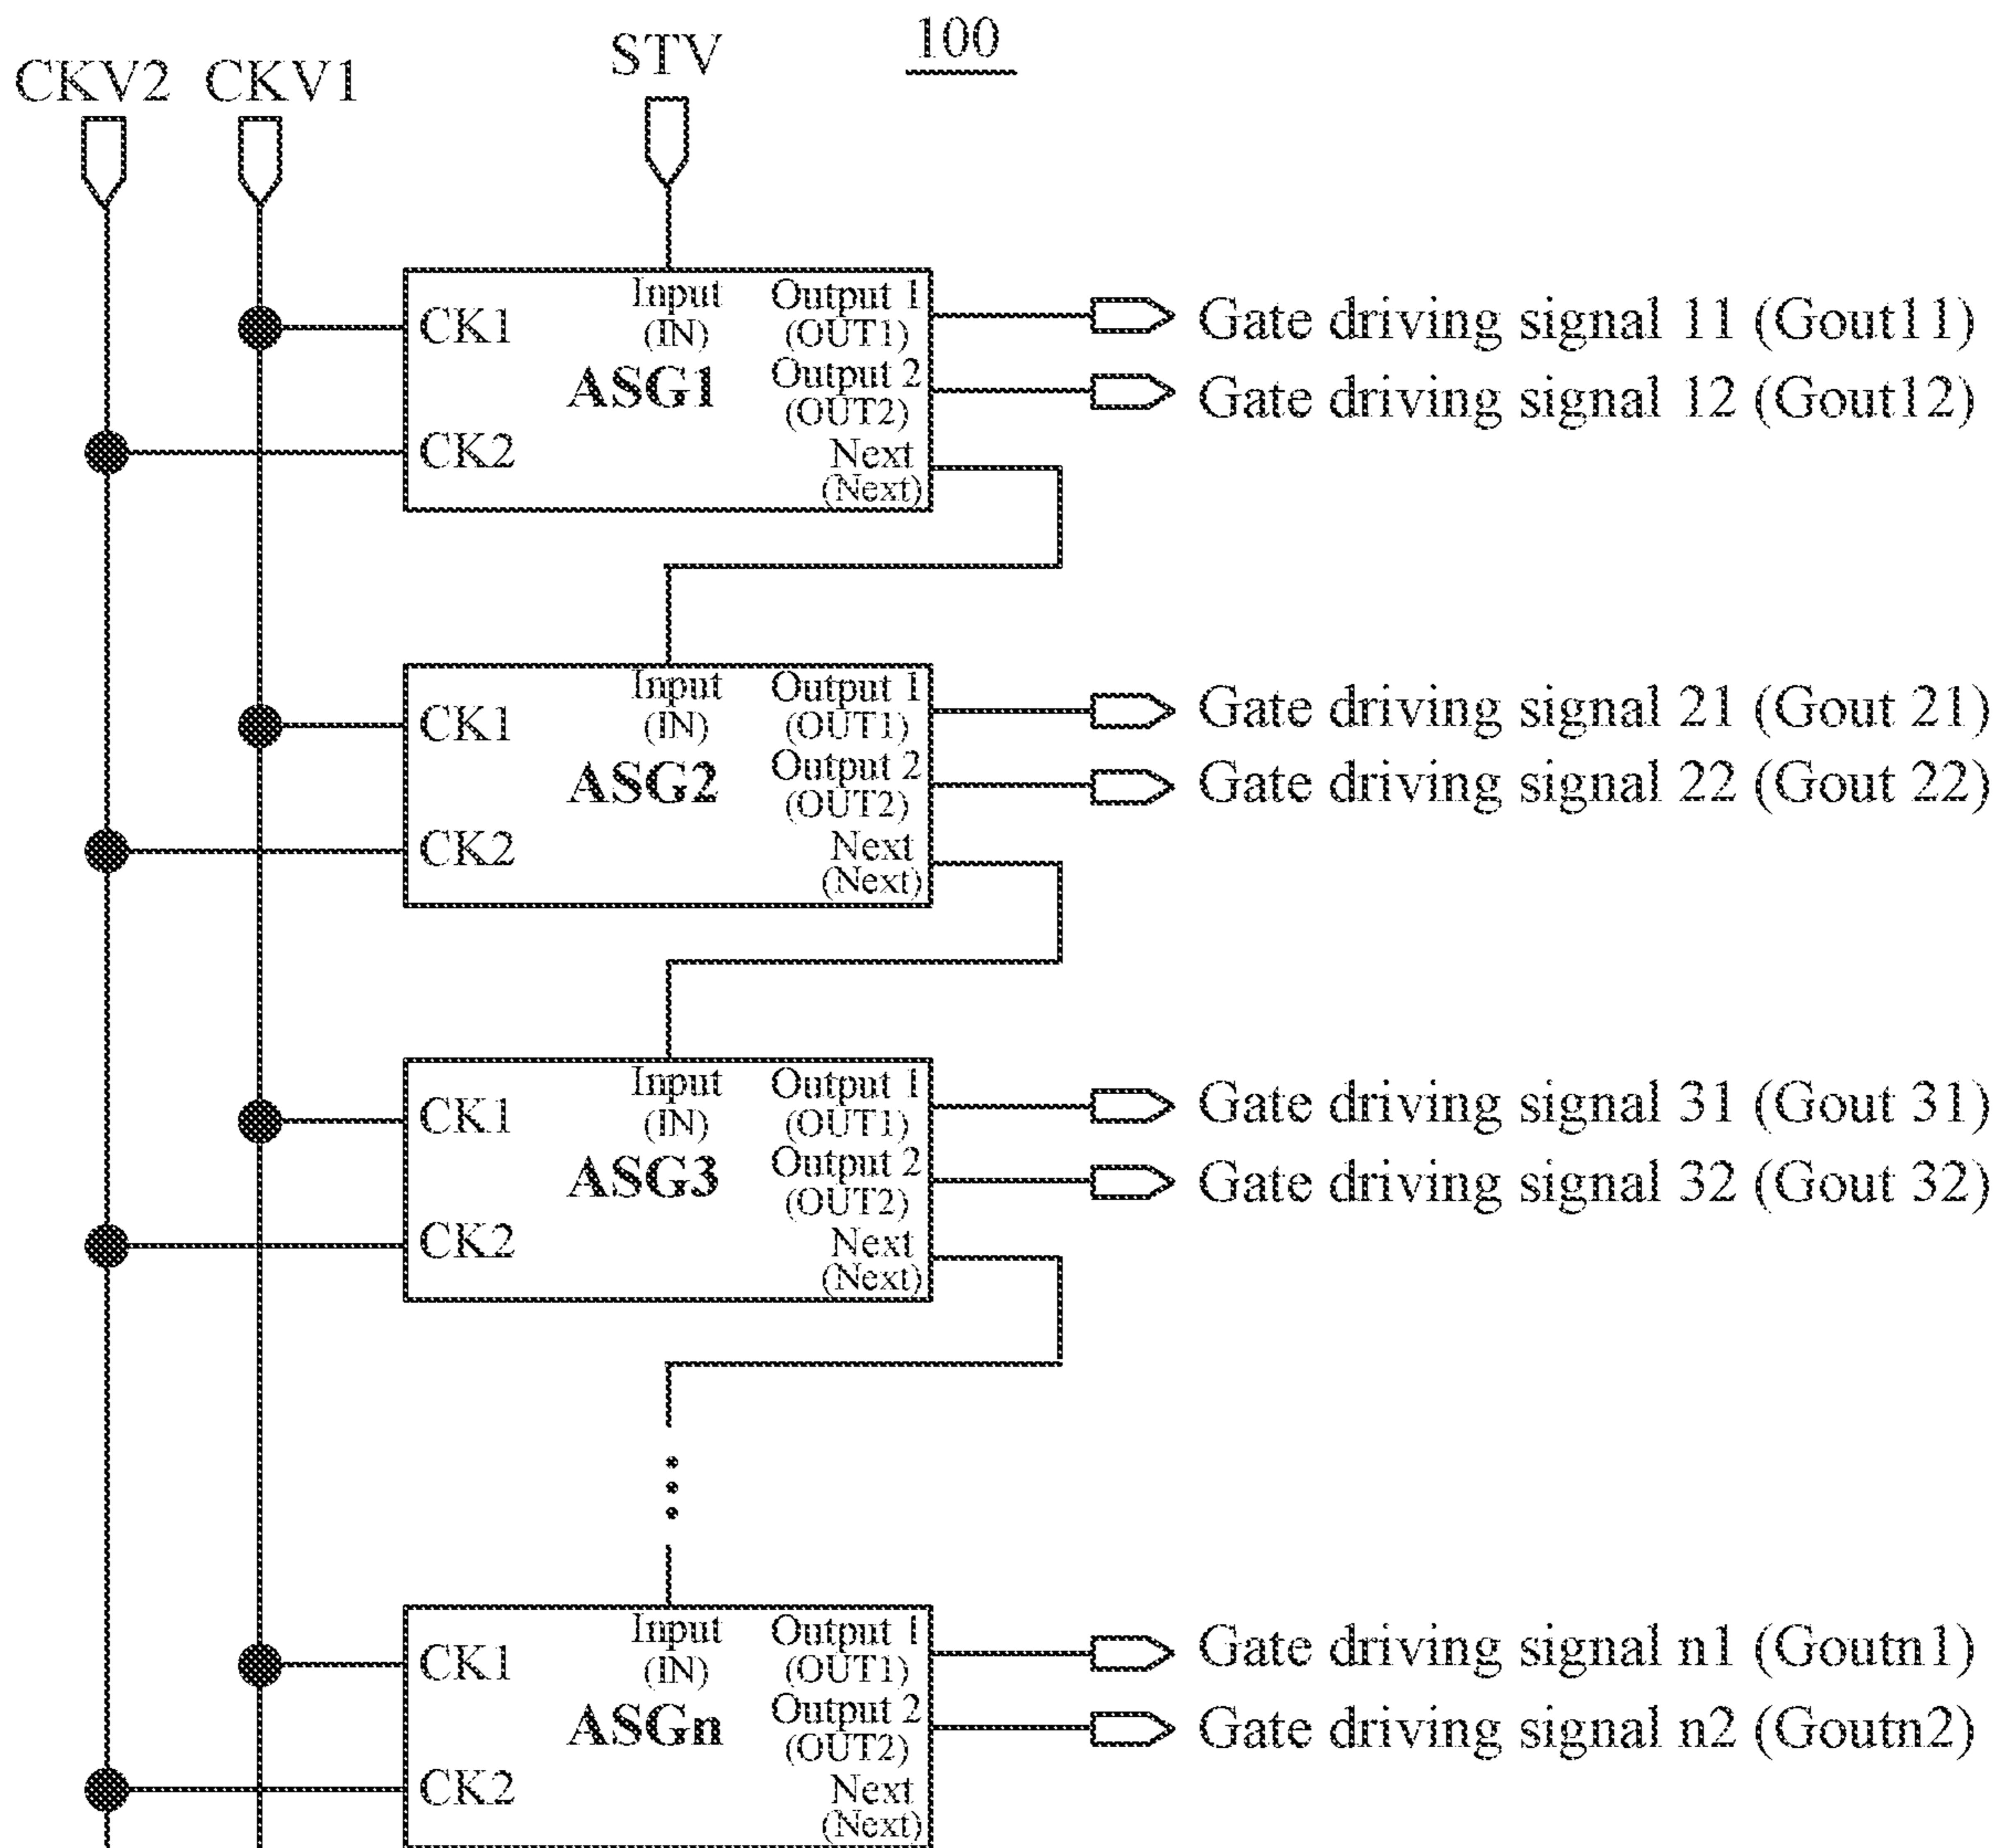 100
STV
CKV2 CKV1
Input Output 1
CK1 (IN) (OUT1) Gate driving signal 11 (Gout11)
ASG1 Output 2
(OUT2) Gate driving signal 12 (Gout12)
CK2 Next
(Next)
Input Output 1
CK1 (IN) (OUT1) Gate driving signal 21 (Gout 21)
ASG2 Output 2
(OUT2) Gate driving signal 22 (Gout 22)
CK2 Next
(Next)
Input Output 1
CK1 (IN) (OUT1) Gate driving signal 31 (Gout 31)
ASG3 Output 2
(OUT2) Gate driving signal 32 (Gout 32)
CK2 Next
(Next)
Input Output 1
CK1 (IN) (OUT1) Gate driving signal n1 (Goutn1)
ASGn Output 2
(OUT2) Gate driving signal n2 (Goutn2)
CK2 Next
(Next)